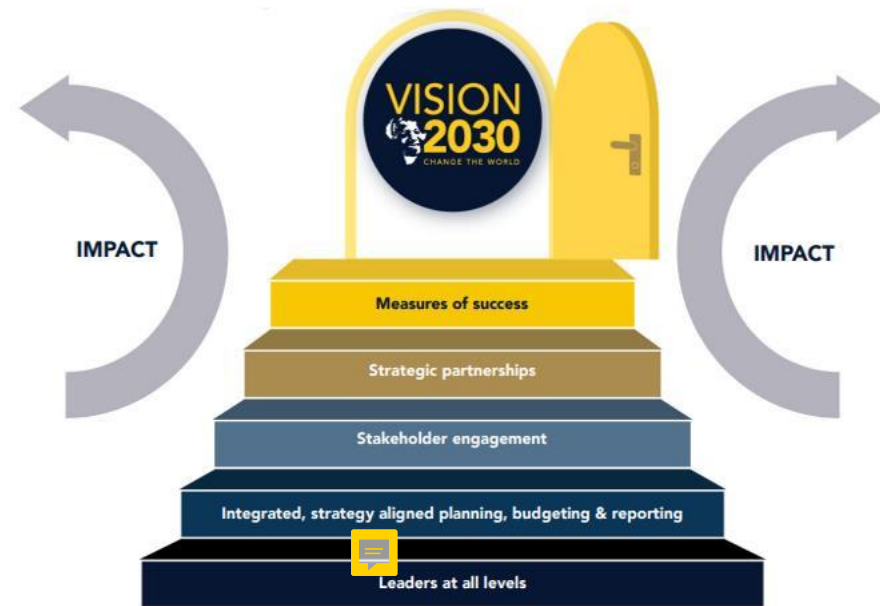 VISION
2030
CHANGE THE WORLD
IMPACT
IMPACT
Measures of success
Strategic partnerships
Stakeholder engagement
Integrated, strategy aligned planning, budgeting & reporting
Leaders at all levels